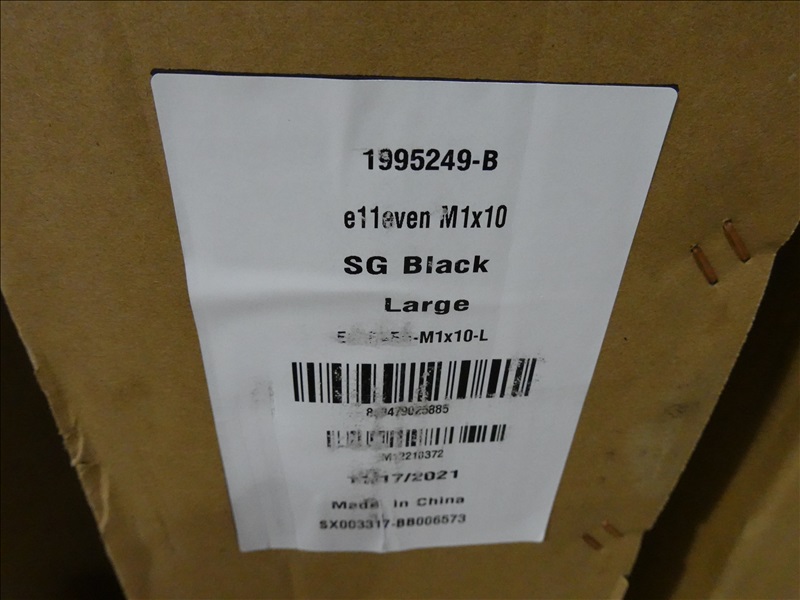 1995249-B
e11even M1x10
SG Black
Large
-M1x10-L
Made in China
SX003317-BB006573